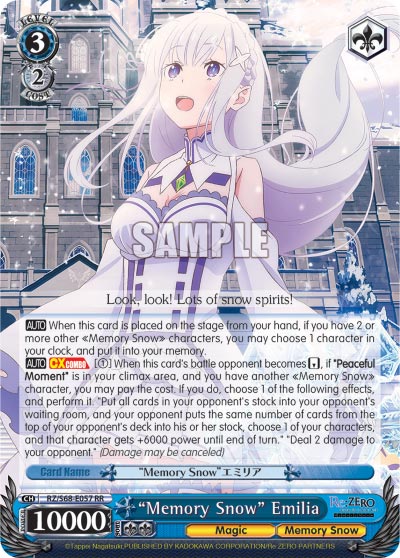 LEVEL
3
2
COST
SAMPLE
Look, look! Lots of snow spirits!
AUTO When this card is placed on the stage from your hand, if you have 2 or
more other «Memory Snow» characters, you may choose 1 character in
your clock, and put it into your memory.
AUTO CXCOMBO [①] When this card's battle opponent becomes, if "Peaceful
Moment" is in your climax area, and you have another «Memory Snow»
character, you may pay the cost. If you do, choose 1 of the following effects,
and perform it. "Put all cards in your opponent's stock into your opponent's
waiting room, and your opponent puts the same number of cards from the
top of your opponent's deck into his or her stock, choose 1 of your characters,
and that character gets +6000 power until end of turn." "Deal 2 damage to
your opponent." (Damage may be canceled)
Card Name "Memory Snow"エミリア
CH RZ/S68-E057 RR
10000 "Memory Snow" Emilia Re:ZERO
Magic Memory Snow
©Tappei Nagatsuki,PUBLISHED BY KADOKAWA CORPORATION/Re:ZERO PARTNERS